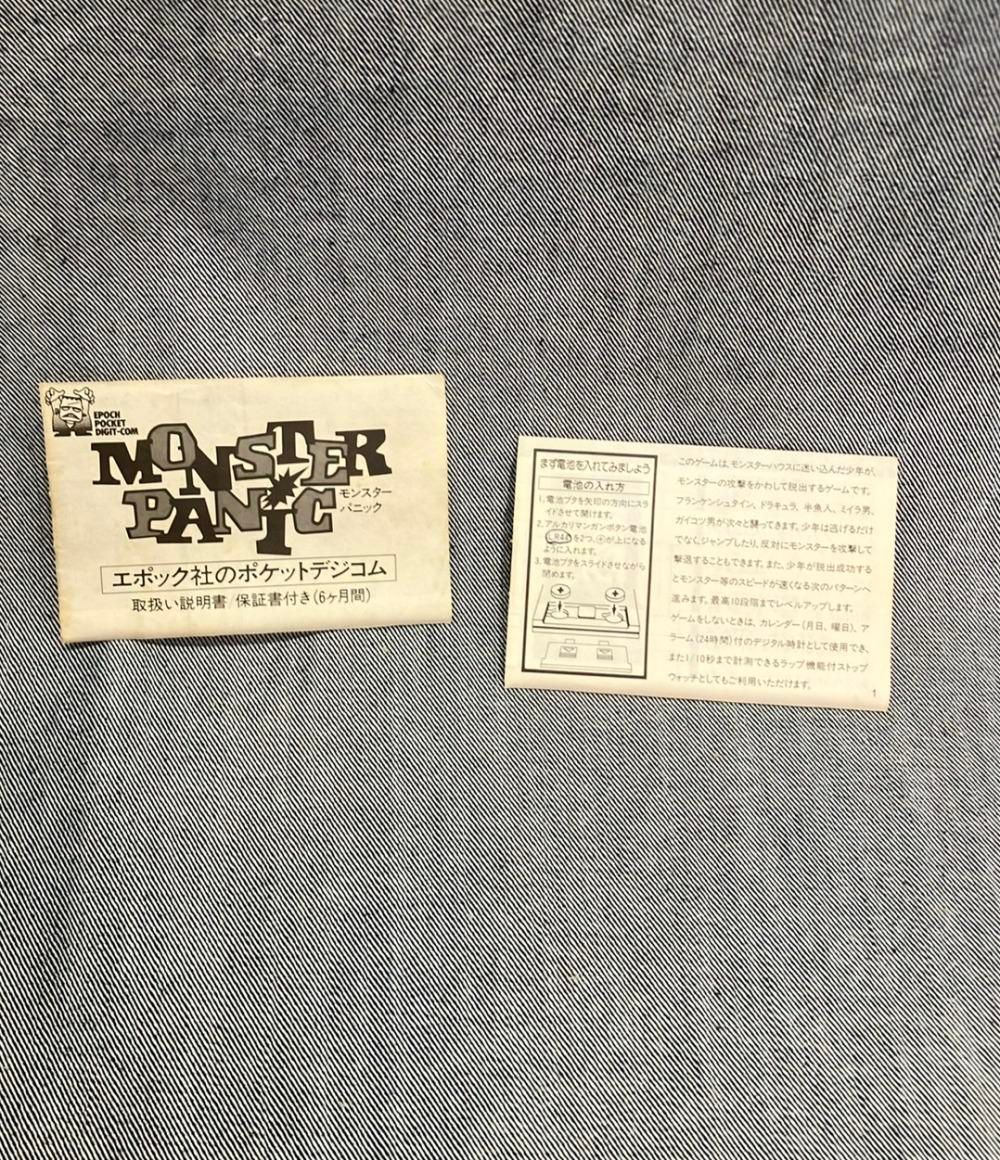 EPOCH
POCKET
DIGIT-COM
MONSTER
PANIC
モンスター
パニック
エポック社のポケットデジコム
取扱い説明書/保証書付き(6ヶ月間)
まず電池を入れてみましょう
電池の入れ方
1.電池ブタを矢印の方向にスラ
イドさせて開けます。
2.アルカリマンガンボタン電池
LR44を2つ、⊕が上になる
ように入れます。
3.電池ブタをスライドさせながら
閉めます。
このゲームは、モンスターハウスに迷い込んだ少年が、
モンスターの攻撃をかわして脱出するゲームです。
フランケンシュタイン、ドラキュラ、半魚人、ミイラ男、
ガイコツ男が次々と襲ってきます。少年は逃げるだけ
でなく、ジャンプしたり、反対にモンスターを攻撃して
撃退することもできます。また、少年が脱出成功する
とモンスター等のスピードが速くなる次のパターンへ
進みます。最高10段階までレベルアップします。
ゲームをしないときは、カレンダー(月日、曜日)、ア
ラーム(24時間)付のデジタル時計として使用でき、
また1/10秒まで計測できるラップ機能付ストップ
ウォッチとしてもご利用いただけます。
1